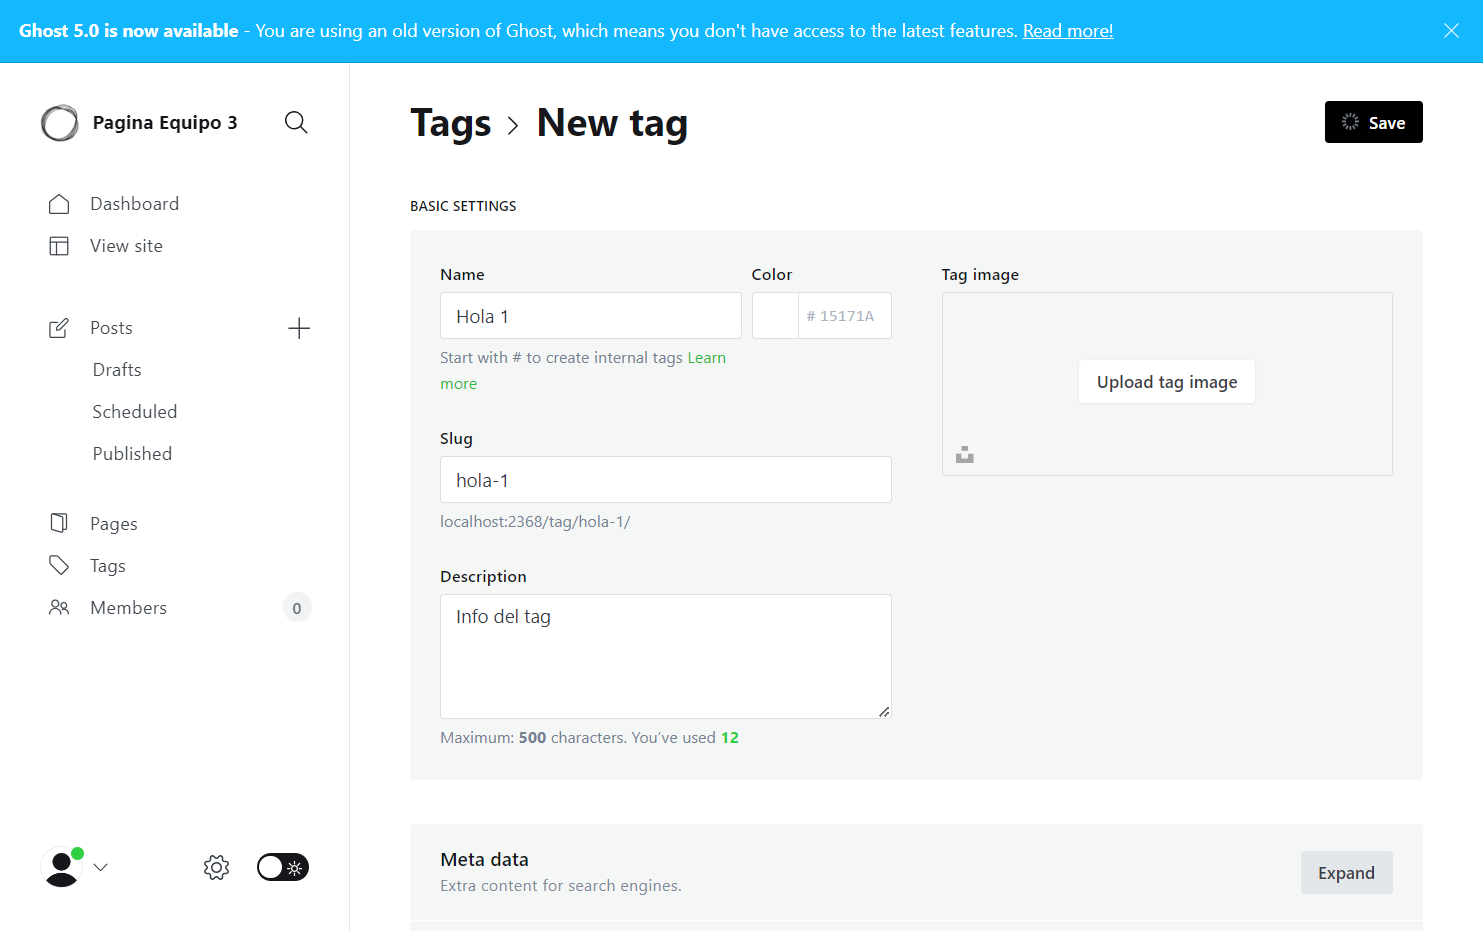 Ghost 5.0 is now available - You are using an old version of Ghost, which means you don't have access to the latest features. Read more!
Pagina Equipo 3
Dashboard
View site
Posts
Drafts
Scheduled
Published
Pages
Tags
Members 0
Tags > New tag
Save
BASIC SETTINGS
Name
Hola 1
Start with # to create internal tags Learn
more
Color
# 15171A
Slug
hola-1
localhost:2368/tag/hola-1/
Description
Info del tag
Maximum: 500 characters. You’ve used 12
Tag image
Upload tag image
Meta data
Extra content for search engines.
Expand